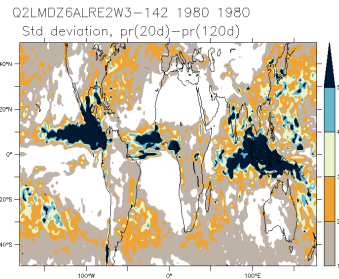 Q2LMDZ6ALRE2W3-142 1980 1980
Std deviation, pr(20d)-pr(120d)
40°N
20°N
0°
20°S
40°S
100°W 0° 100°E
5
4
3
2
1